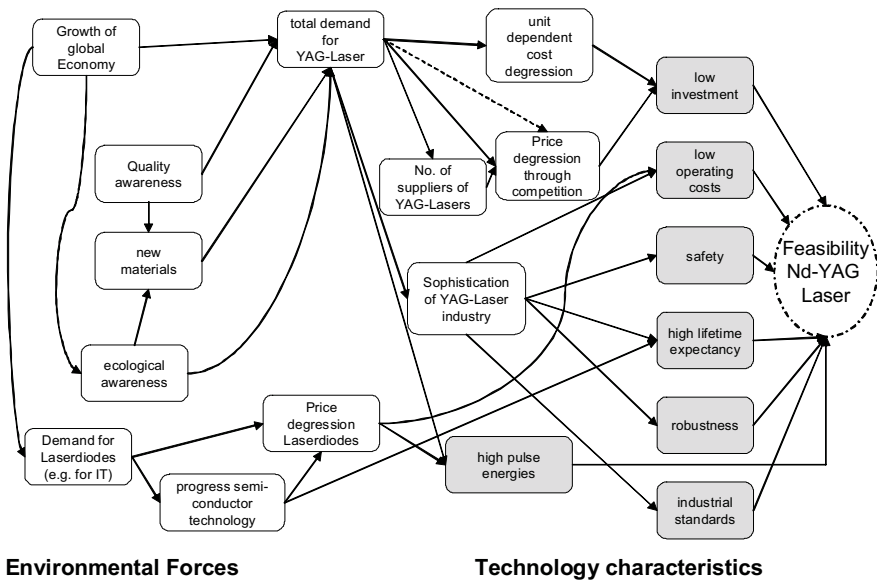 Growth of
global
Economy
total demand
for
YAG-Laser
unit
dependent
cost
degression
low
investment
Quality
awareness
No. of
suppliers of
YAG-Lasers
Price
degression
through
competition
low
operating
costs
new
materials
safety
Feasibility
Nd-YAG
Laser
Sophistication
of YAG-Laser
industry
ecological
awareness
high lifetime
expectancy
Demand for
Laserdiodes
(e.g. for IT)
Price
degression
Laserdiodes
robustness
progress semi-
conductor
technology
high pulse
energies
industrial
standards
Environmental Forces
Technology characteristics